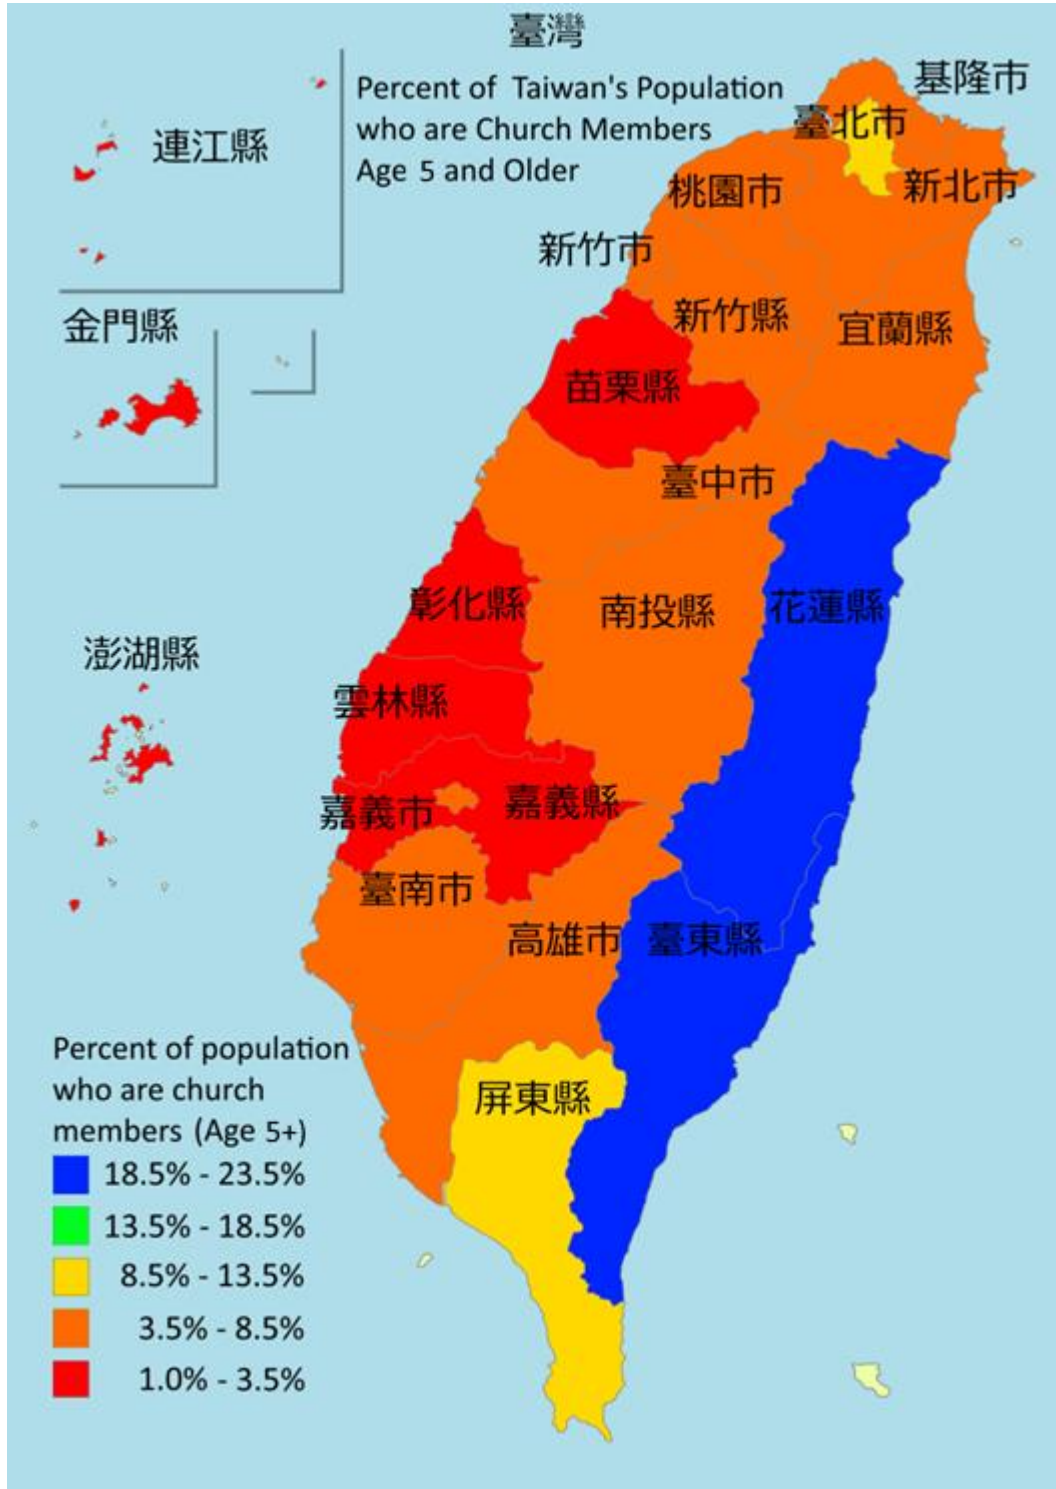 臺灣
Percent of Taiwan's Population
who are Church Members
Age 5 and Older
基隆市
臺北市
連江縣
桃園市
新北市
新竹市
新竹縣
宜蘭縣
金門縣
苗栗縣
臺中市
彰化縣
南投縣
花蓮縣
澎湖縣
雲林縣
嘉義市
嘉義縣
臺南市
高雄市
臺東縣
屏東縣
Percent of population
who are church
members (Age 5+)
18.5% - 23.5%
13.5% - 18.5%
8.5% - 13.5%
3.5% - 8.5%
1.0% - 3.5%